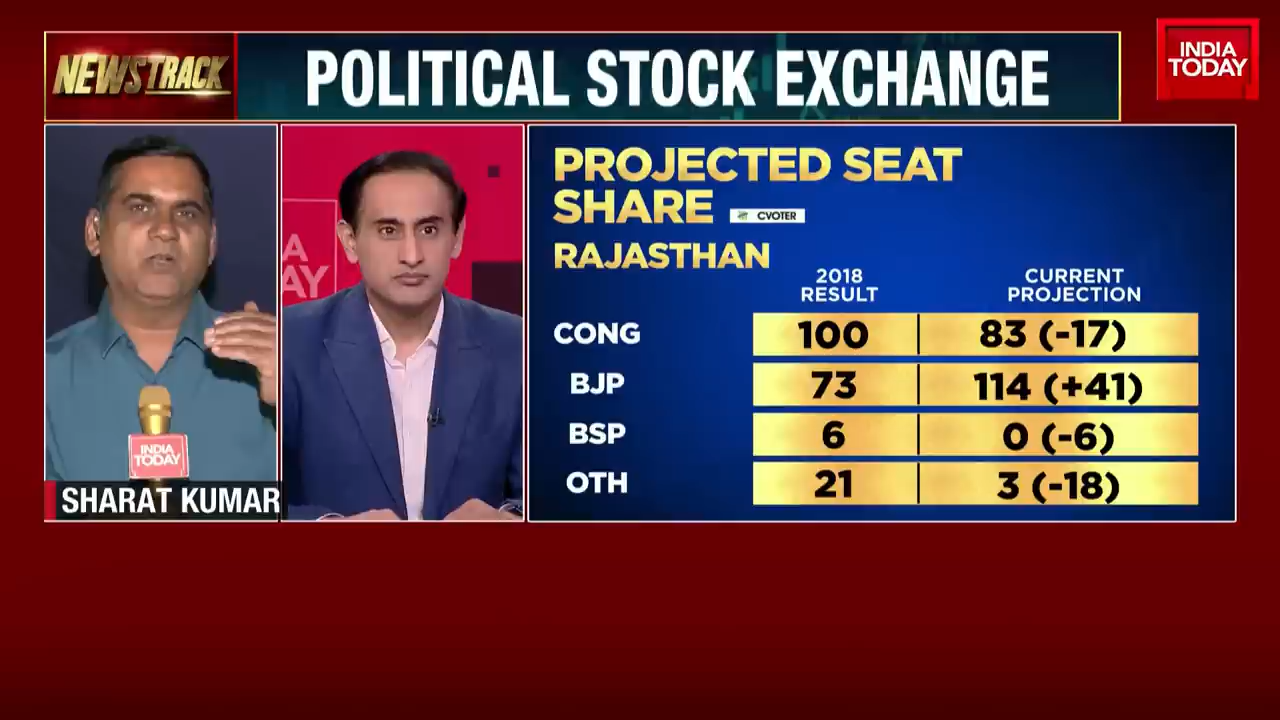 NEWSTRACK
POLITICAL STOCK EXCHANGE
INDIA
TODAY
INDIA
TODAY
SHARAT KUMAR
PROJECTED SEAT
SHARE CVOTER
RAJASTHAN
2018 CURRENT
RESULT PROJECTION
CONG 100 83 (-17)
BJP 73 114 (+41)
BSP 6 0 (-6)
OTH 21 3 (-18)